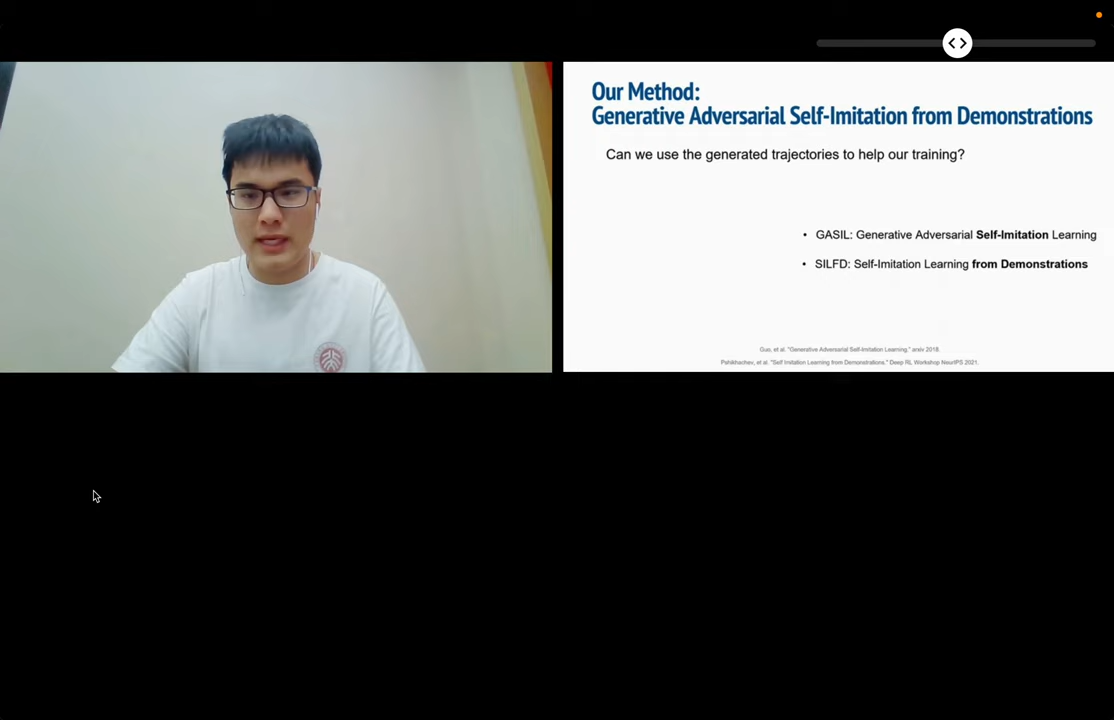 Our Method:
Generative Adversarial Self-Imitation from Demonstrations
Can we use the generated trajectories to help our training?
• GASIL: Generative Adversarial Self-Imitation Learning
• SILFD: Self-Imitation Learning from Demonstrations
Guo, et al. "Generative Adversarial Self-Imitation Learning." arxiv 2018.
Pshikhachev, et al. "Self Imitation Learning from Demonstrations." Deep RL Workshop NeurIPS 2021.